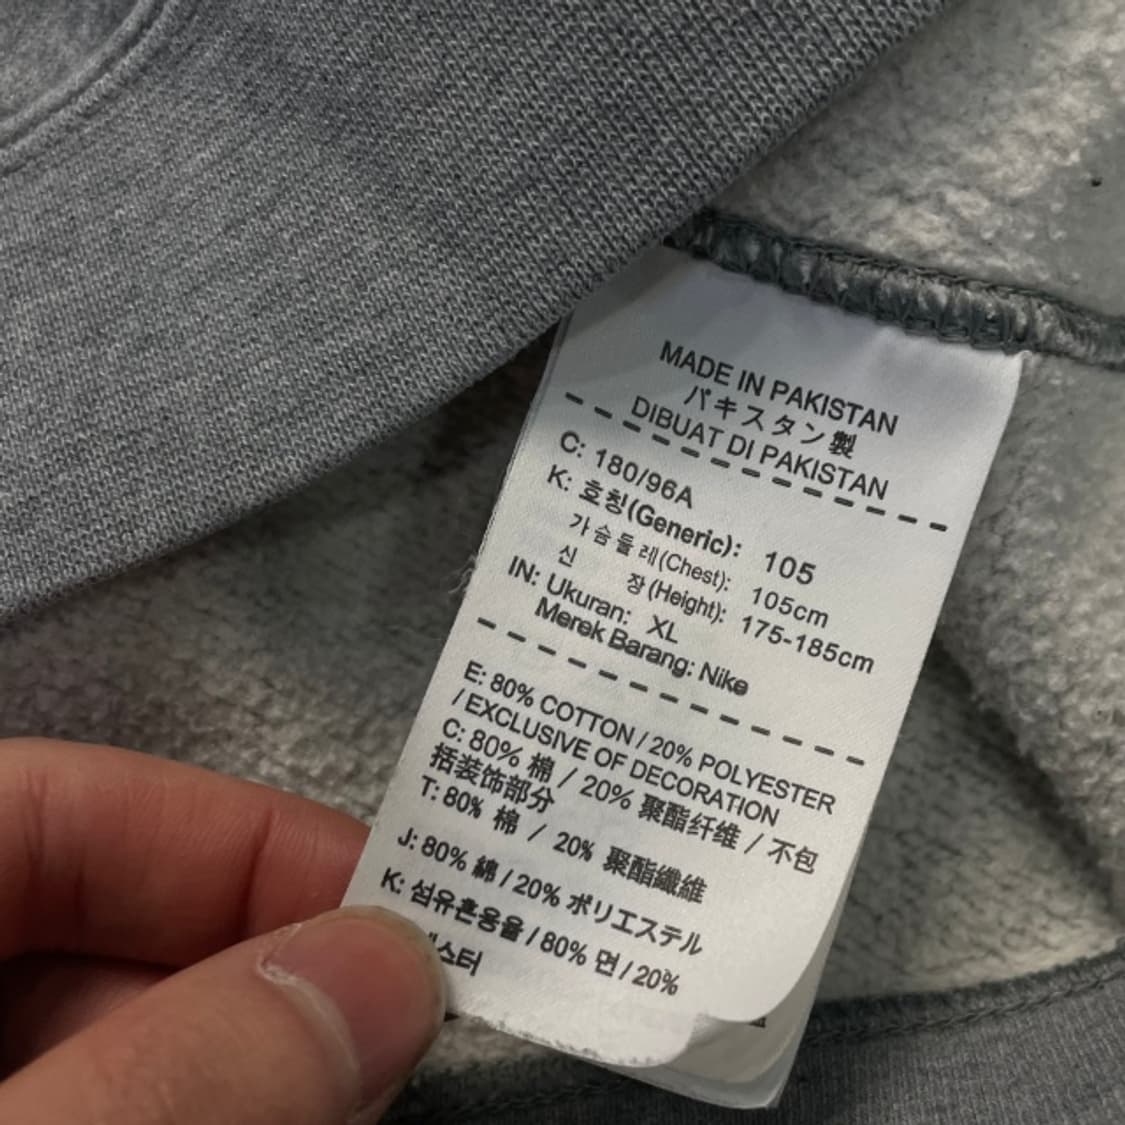 MADE IN PAKISTAN
パキスタン製
DIBUAT DI PAKISTAN
C: 180/96A
K: 호칭(Generic): 105
가슴둘레(Chest): 105cm
신 장(Height): 175-185cm
IN: Ukuran: XL
Merek Barang: Nike
E: 80% COTTON / 20% POLYESTER
/ EXCLUSIVE OF DECORATION
C: 80% 棉 / 20% 聚酯纤维 / 不包
括装饰部分
T: 80% 棉 / 20% 聚酯纖維
J: 80% 綿 / 20% ポリエステル
K: 섬유혼용율 / 80% 면 / 20%
에스터